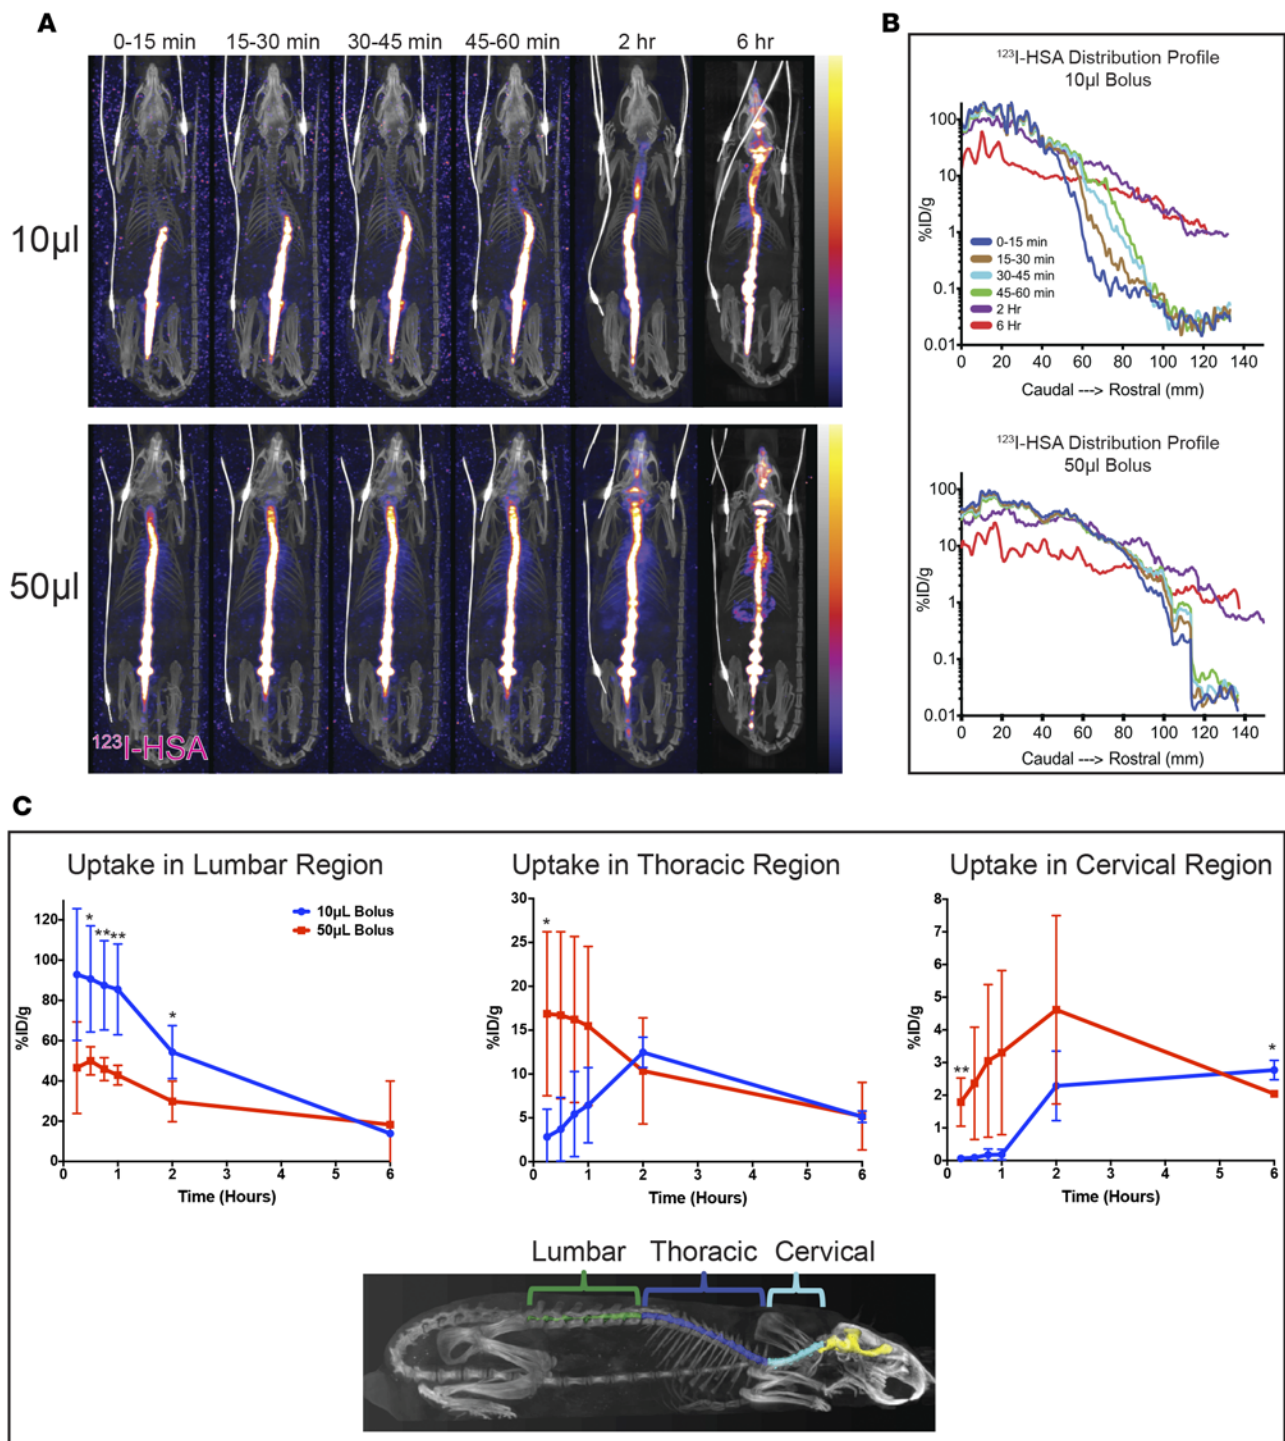 A
0-15 min 15-30 min 30-45 min 45-60 min 2 hr 6 hr
10µl
50µl
¹²³I-HSA
B
¹²³I-HSA Distribution Profile
10µl Bolus
%ID/g
100
10
1
0.1
0.01
0-15 min
15-30 min
30-45 min
45-60 min
2 Hr
6 Hr
0 20 40 60 80 100 120 140
Caudal ---> Rostral (mm)
¹²³I-HSA Distribution Profile
50µl Bolus
%ID/g
100
10
1
0.1
0.01
0 20 40 60 80 100 120 140
Caudal ---> Rostral (mm)
C
Uptake in Lumbar Region
%ID/g
120
100
80
60
40
20
0
* ** ** *
10µL Bolus
50µL Bolus
0 1 2 3 4 5 6
Time (Hours)
Uptake in Thoracic Region
%ID/g
30
25
20
15
10
5
0
*
0 1 2 3 4 5 6
Time (Hours)
Uptake in Cervical Region
%ID/g
8
7
6
5
4
3
2
1
0
** *
0 1 2 3 4 5 6
Time (Hours)
Lumbar Thoracic Cervical